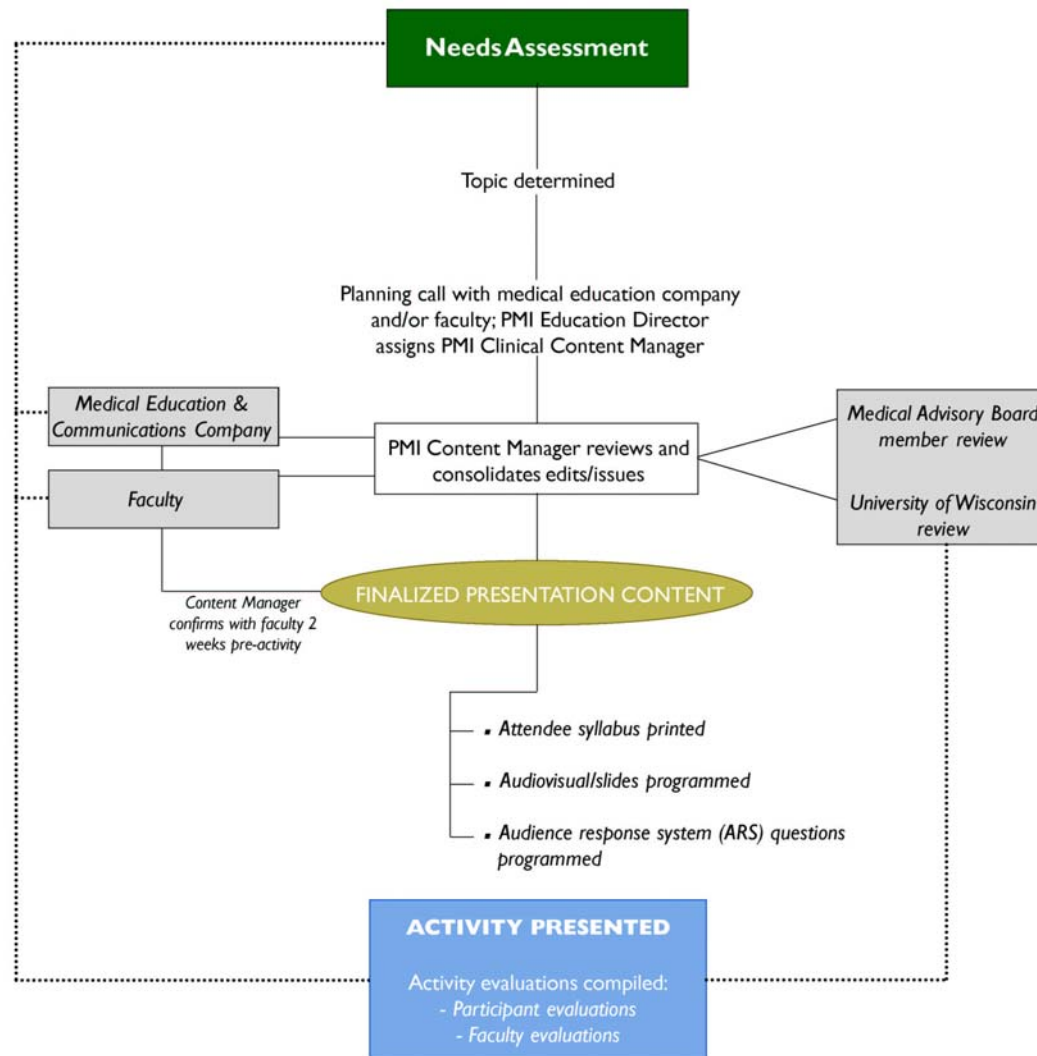 Needs Assessment
Topic determined
Planning call with medical education company
and/or faculty; PMI Education Director
assigns PMI Clinical Content Manager
Medical Education &
Communications Company
Faculty
PMI Content Manager reviews and
consolidates edits/issues
Medical Advisory Board
member review
University of Wisconsin
review
FINALIZED PRESENTATION CONTENT
Content Manager
confirms with faculty 2
weeks pre-activity
▪ Attendee syllabus printed
▪ Audiovisual/slides programmed
▪ Audience response system (ARS) questions
programmed
ACTIVITY PRESENTED
Activity evaluations compiled:
- Participant evaluations
- Faculty evaluations